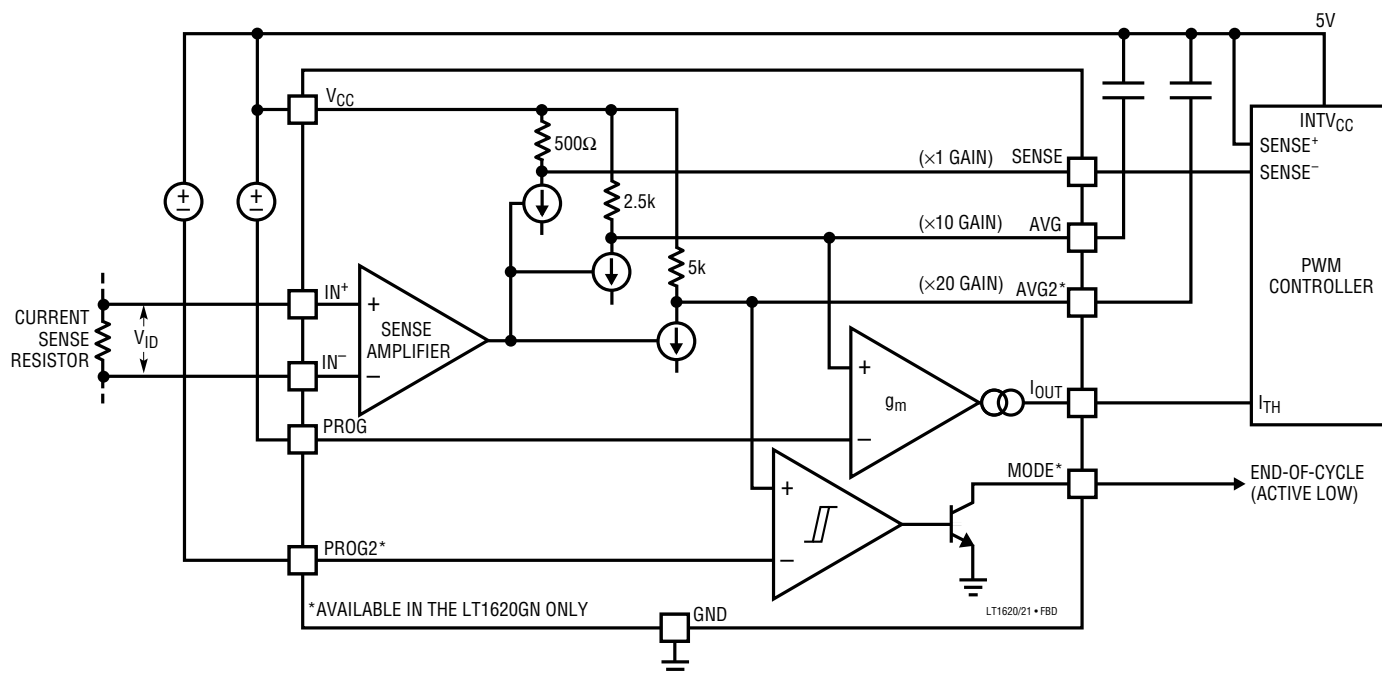 5V
VCC
INTVCC
500Ω
(×1 GAIN) SENSE
SENSE+
SENSE–
2.5k
(×10 GAIN) AVG
5k
PWM
CONTROLLER
(×20 GAIN) AVG2*
IN+
+
CURRENT
SENSE
RESISTOR
VID
SENSE
AMPLIFIER
IN–
–
+
gm
–
IOUT
ITH
PROG
MODE*
END-OF-CYCLE
(ACTIVE LOW)
+
–
PROG2*
*AVAILABLE IN THE LT1620GN ONLY
GND
LT1620/21 • FBD